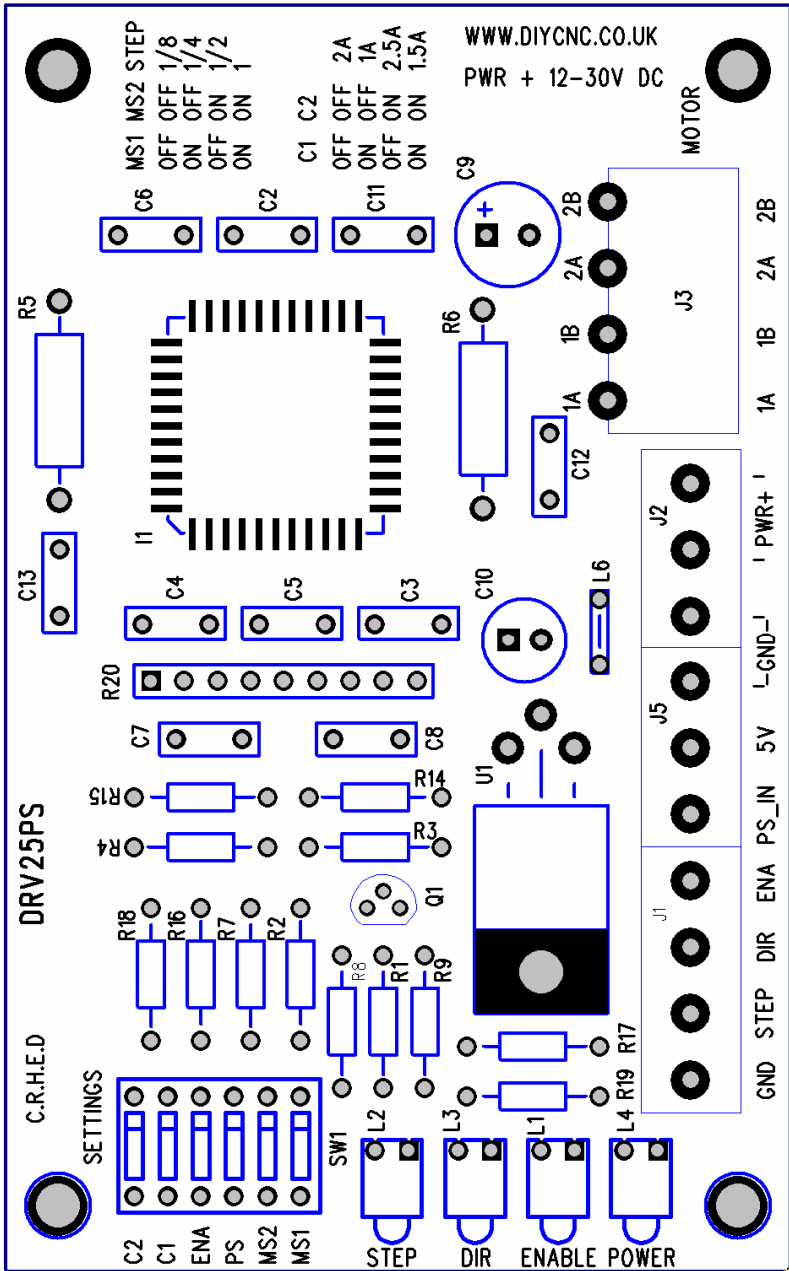 WWW.DIYCNC.CO.UK
PWR + 12-30V DC
MS1 MS2 STEP
OFF OFF 1/8
ON OFF 1/4
OFF ON 1/2
ON ON 1
C1 C2
OFF OFF 2A
ON OFF 1A
OFF ON 2.5A
ON ON 1.5A
MOTOR
C6
C2
C11
C9
+
2B
2B
2A
2A
J3
1B
1B
1A
1A
R5
R6
I1
C12
C13
J2
PWR+
C4
C5
C3
C10
L6
GND-
R20
J5
C7
C8
U1
5V
R15
R14
PS_IN
R4
R3
DRV25PS
Q1
ENA
J1
R18
R16
R7
R2
R8
R1
R9
DIR
STEP
GND
R17
R19
C.R.H.E.D
SETTINGS
SW1
L2
L3
L1
L4
C2
C1
ENA
PS
MS2
MS1
STEP
DIR
ENABLE
POWER